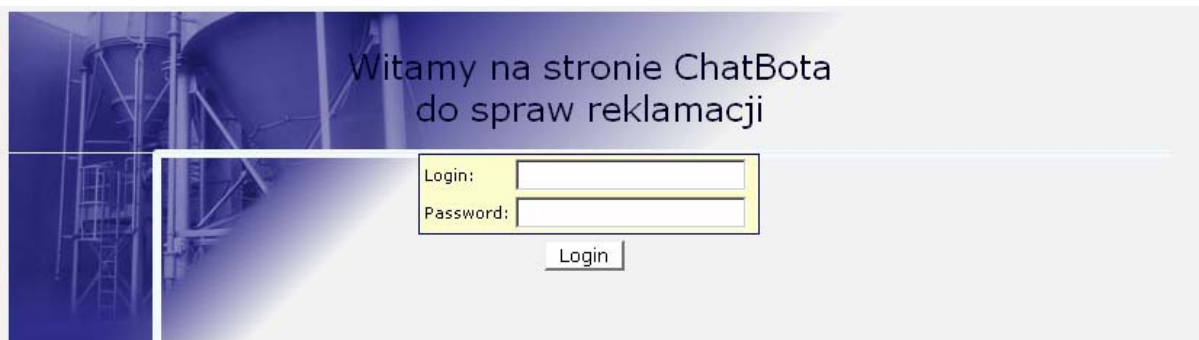 Witamy na stronie ChatBota
do spraw reklamacji
Login:
Password:
Login